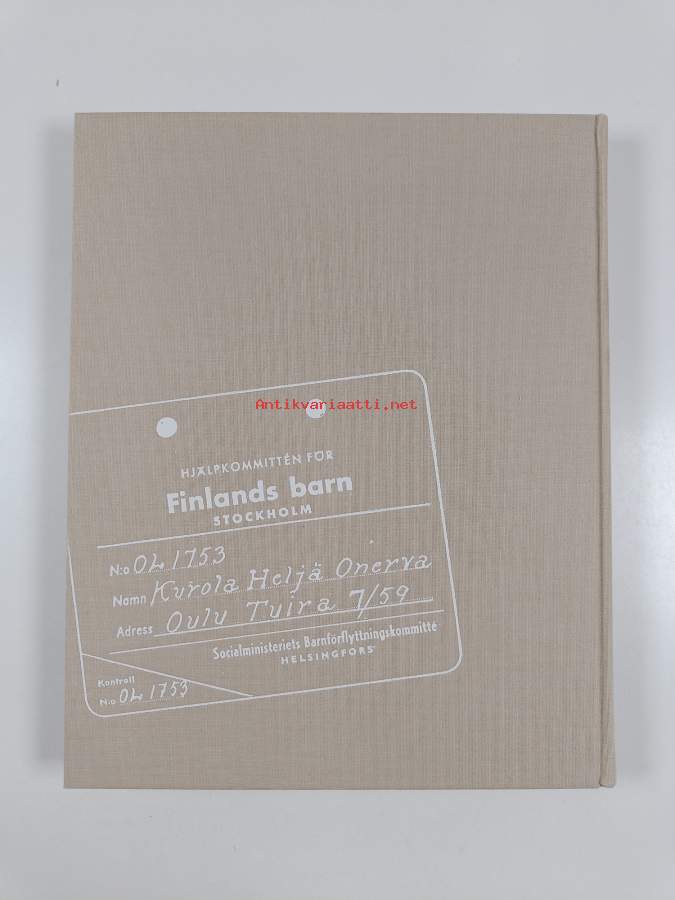 Antikvariaatti.net
HJÄLPKOMMITTÉN FÖR
Finlands barn
STOCKHOLM
N:o OL 1753
Namn Kurola Heljä Onerva
Adress Oulu Tuira 7/59
Socialministeriets Barnförflyttningskommitté
HELSINGFORS
Kontroll
N:o OL 1753